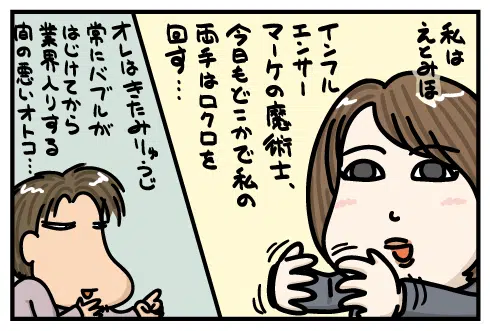 私は
えとみほ
インフル
エンサー
マーケの魔術士、
今日もどこかで私の
両手はロクロを
回す…
オレはきたみりゅうじ
常にバブルが
はじけてから
業界入りする
間の悪いオトコ…